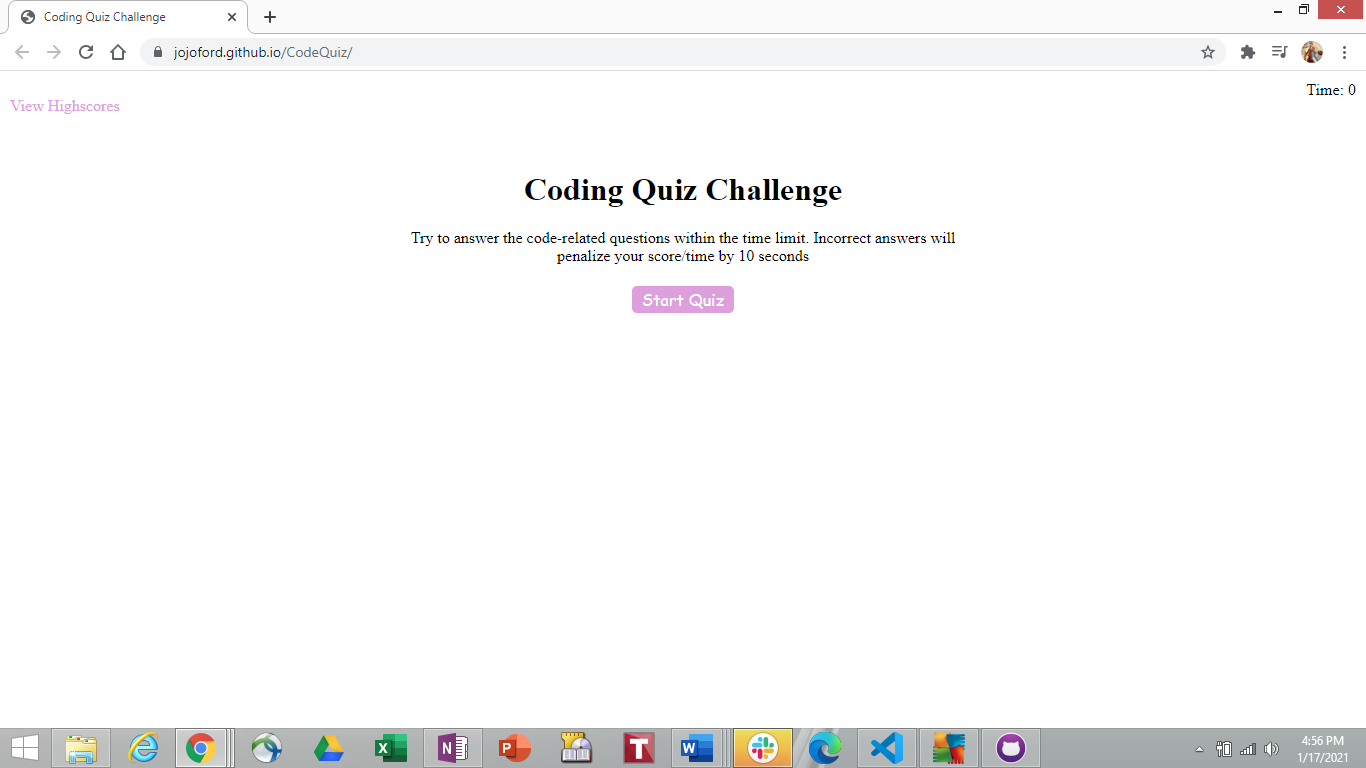 Coding Quiz Challenge
jojoford.github.io/CodeQuiz/
Time: 0
View Highscores
Coding Quiz Challenge
Try to answer the code-related questions within the time limit. Incorrect answers will
penalize your score/time by 10 seconds
Start Quiz
4:56 PM
1/17/2021